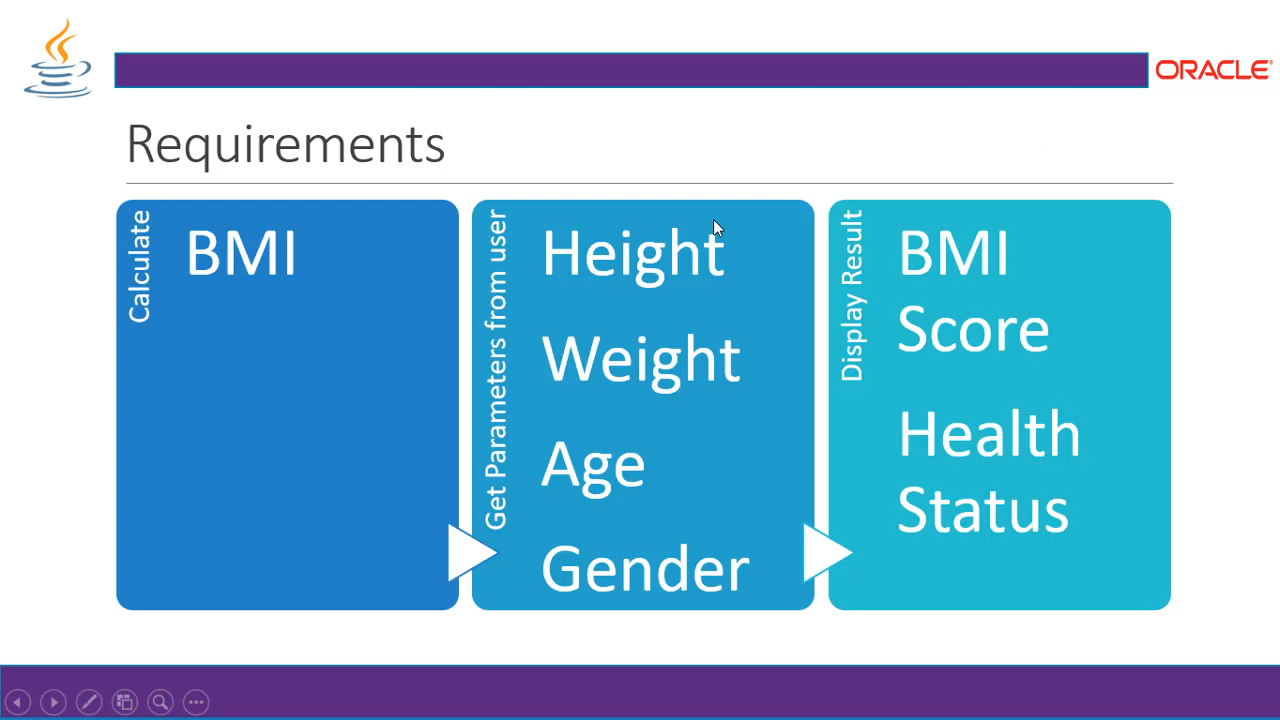 ORACLE
Requirements
Calculate
BMI
Get Parameters from user
Height
Weight
Age
Gender
Display Result
BMI
Score
Health
Status